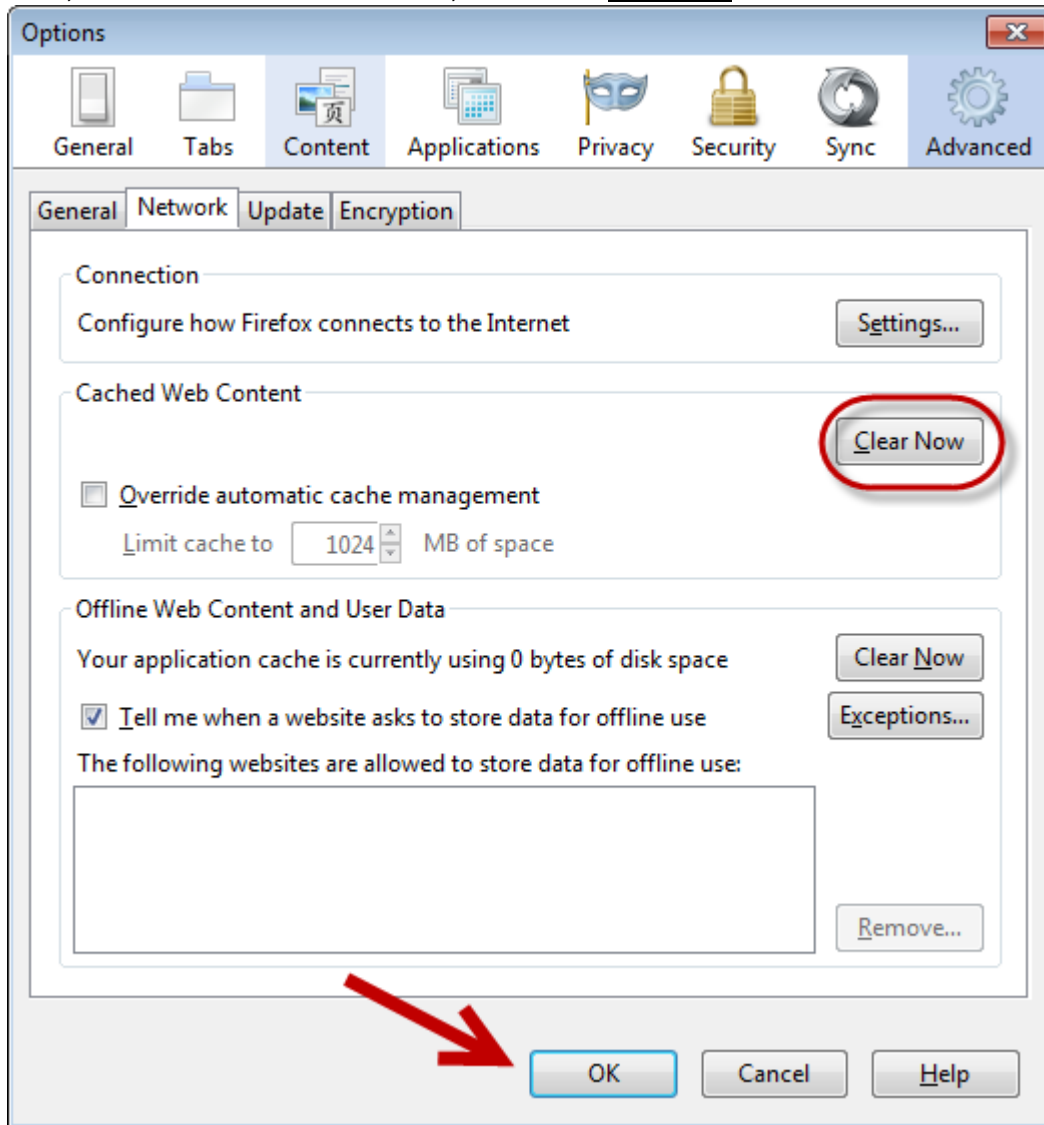 Options
General Tabs Content Applications Privacy Security Sync Advanced
页
General Network Update Encryption
Connection
Configure how Firefox connects to the Internet Settings...
Cached Web Content
Clear Now
Override automatic cache management
Limit cache to 1024 MB of space
Offline Web Content and User Data
Your application cache is currently using 0 bytes of disk space Clear Now
Tell me when a website asks to store data for offline use Exceptions...
The following websites are allowed to store data for offline use:
Remove...
OK Cancel Help